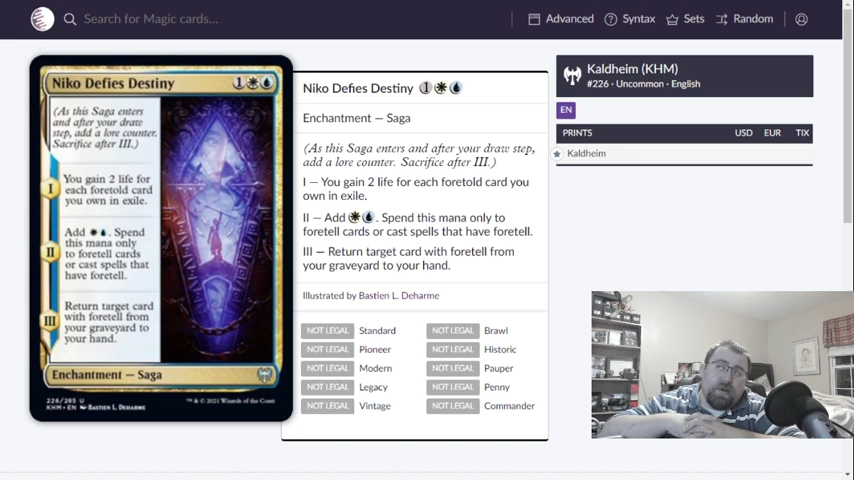 Search for Magic cards...
Advanced
Syntax
Sets
Random
Niko Defies Destiny
1
(As this Saga enters
and after your draw
step, add a lore counter.
Sacrifice after III.)
I
You gain 2 life for
each foretold card
you own in exile.
II
Add
. Spend
this mana only
to foretell cards
or cast spells that
have foretell.
III
Return target card
with foretell from
your graveyard to
your hand.
Enchantment — Saga
226/285 U
KHM • EN Bastien L. Deharme
™ & © 2021 Wizards of the Coast
Niko Defies Destiny 1
Enchantment — Saga
(As this Saga enters and after your draw step,
add a lore counter. Sacrifice after III.)
I — You gain 2 life for each foretold card you
own in exile.
II — Add . Spend this mana only to
foretell cards or cast spells that have foretell.
III — Return target card with foretell from
your graveyard to your hand.
Illustrated by Bastien L. Deharme
NOT LEGAL Standard NOT LEGAL Brawl
NOT LEGAL Pioneer NOT LEGAL Historic
NOT LEGAL Modern NOT LEGAL Pauper
NOT LEGAL Legacy NOT LEGAL Penny
NOT LEGAL Vintage NOT LEGAL Commander
Kaldheim (KHM)
#226 · Uncommon · English
EN
PRINTS USD EUR TIX
Kaldheim